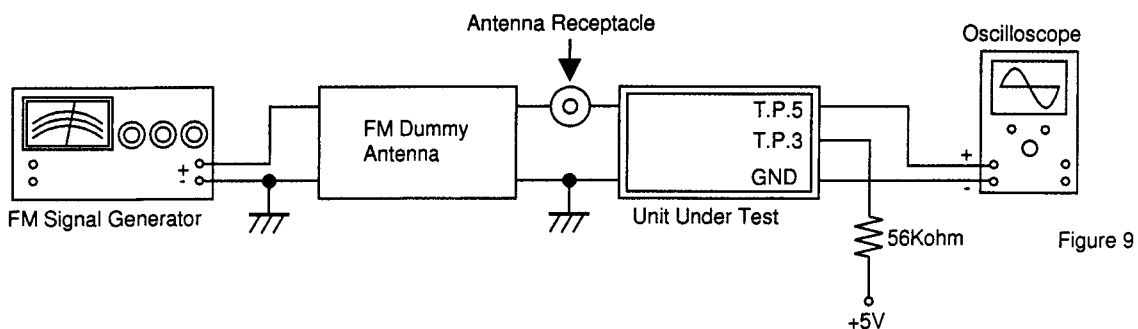 Antenna Receptacle
Oscilloscope
FM Dummy
Antenna
T.P.5
T.P.3
GND
+
-
+
-
FM Signal Generator
Unit Under Test
56Kohm
Figure 9
+5V